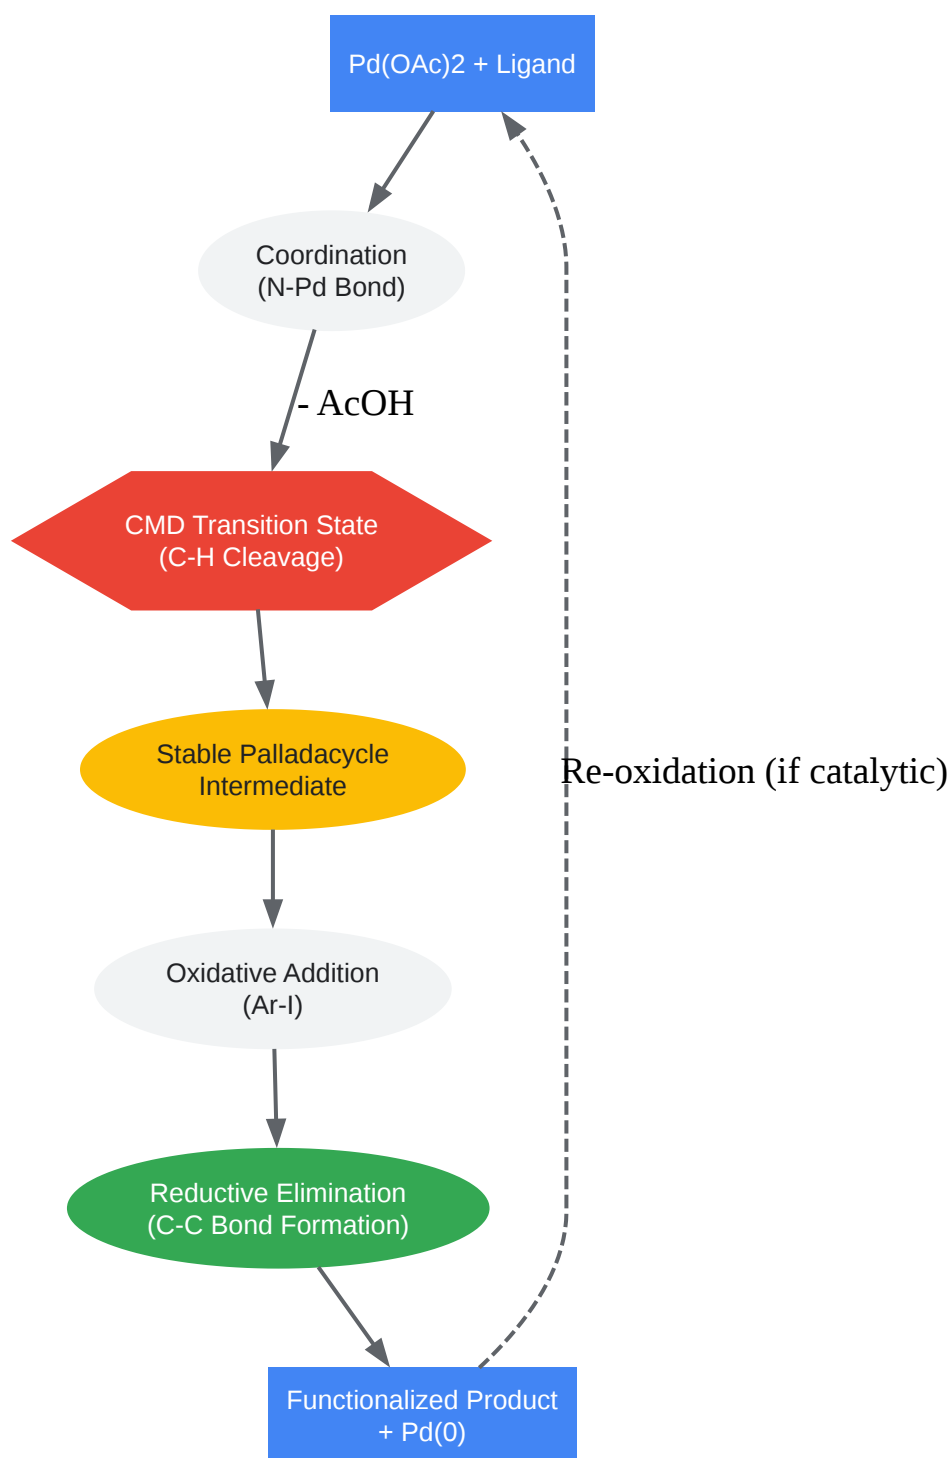 Pd(OAc)2 + Ligand
Coordination
(N-Pd Bond)
- AcOH
CMD Transition State
(C-H Cleavage)
Stable Palladacycle
Intermediate
Re-oxidation (if catalytic)
Oxidative Addition
(Ar-I)
Reductive Elimination
(C-C Bond Formation)
Functionalized Product
+ Pd(0)